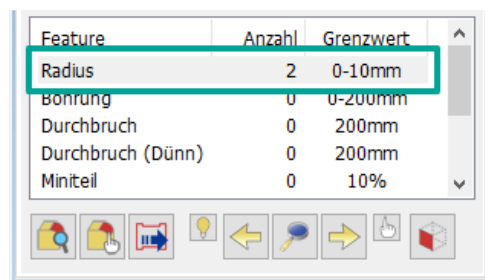 Feature Anzahl Grenzwert
Radius 2 0-10mm
Bohrung 0 0-200mm
Durchbruch 0 200mm
Durchbruch (Dünn) 0 200mm
Miniteil 0 10%